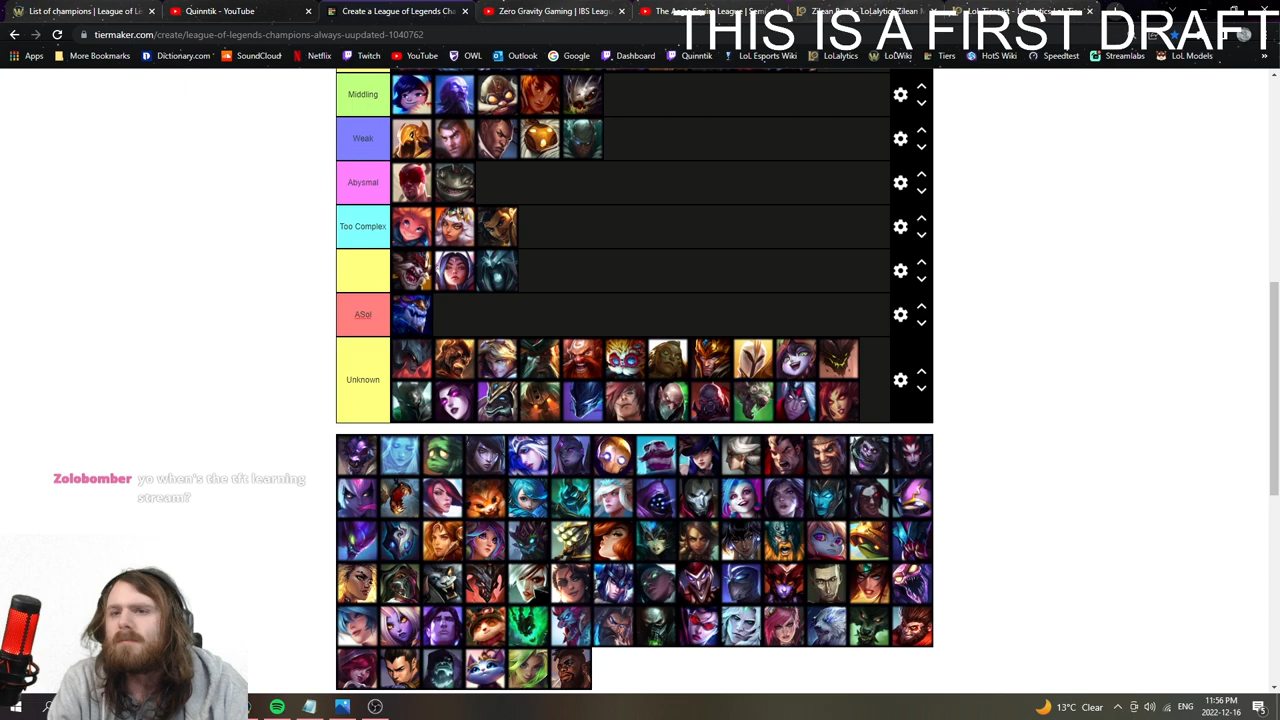 List of champions | League of Le
Quinntik - YouTube
Create a League of Legends Cha
Zero Gravity Gaming | IBS Leagu
THIS IS A FIRST DRAFT
tiermaker.com/create/league-of-legends-champions-always-uupdated-1040762
Apps
More Bookmarks
Dictionary.com
SoundCloud
Netflix
Twitch
YouTube
OWL
Outlook
Google
Dashboard
Quinntik
LoL Esports Wiki
LoLalytics
LolWiki
Tiers
HotS Wiki
Speedtest
Streamlabs
LoL Models
Middling
Weak
Abysmal
Too Complex
ASol
Unknown
Zolobomber yo when's the tft learning
stream?
13°C Clear
11:56 PM
2022-12-16
5